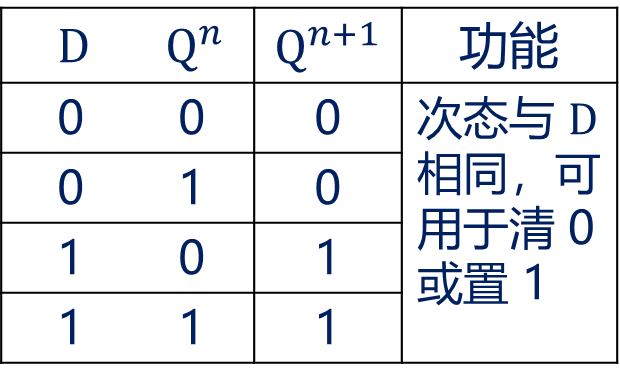 D Qⁿ Qⁿ⁺¹ 功能
0 0 0 次态与 D
0 1 0 相同，可
1 0 1 用于清 0
1 1 1 或置 1